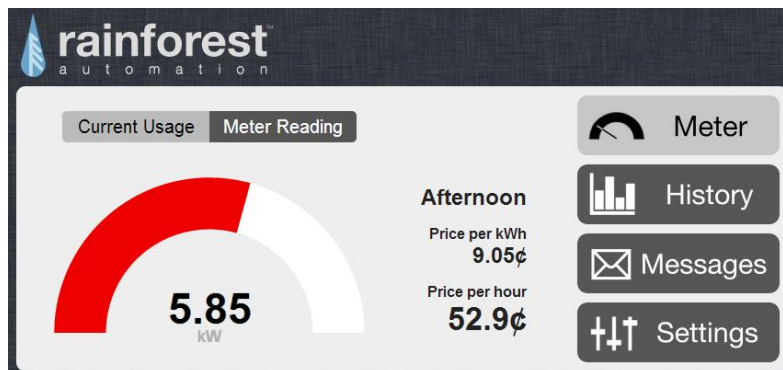 rainforest™
automation
Current Usage Meter Reading
Meter
Afternoon
History
Price per kWh
9.05¢
Messages
Price per hour
5.85
52.9¢
kW
Settings